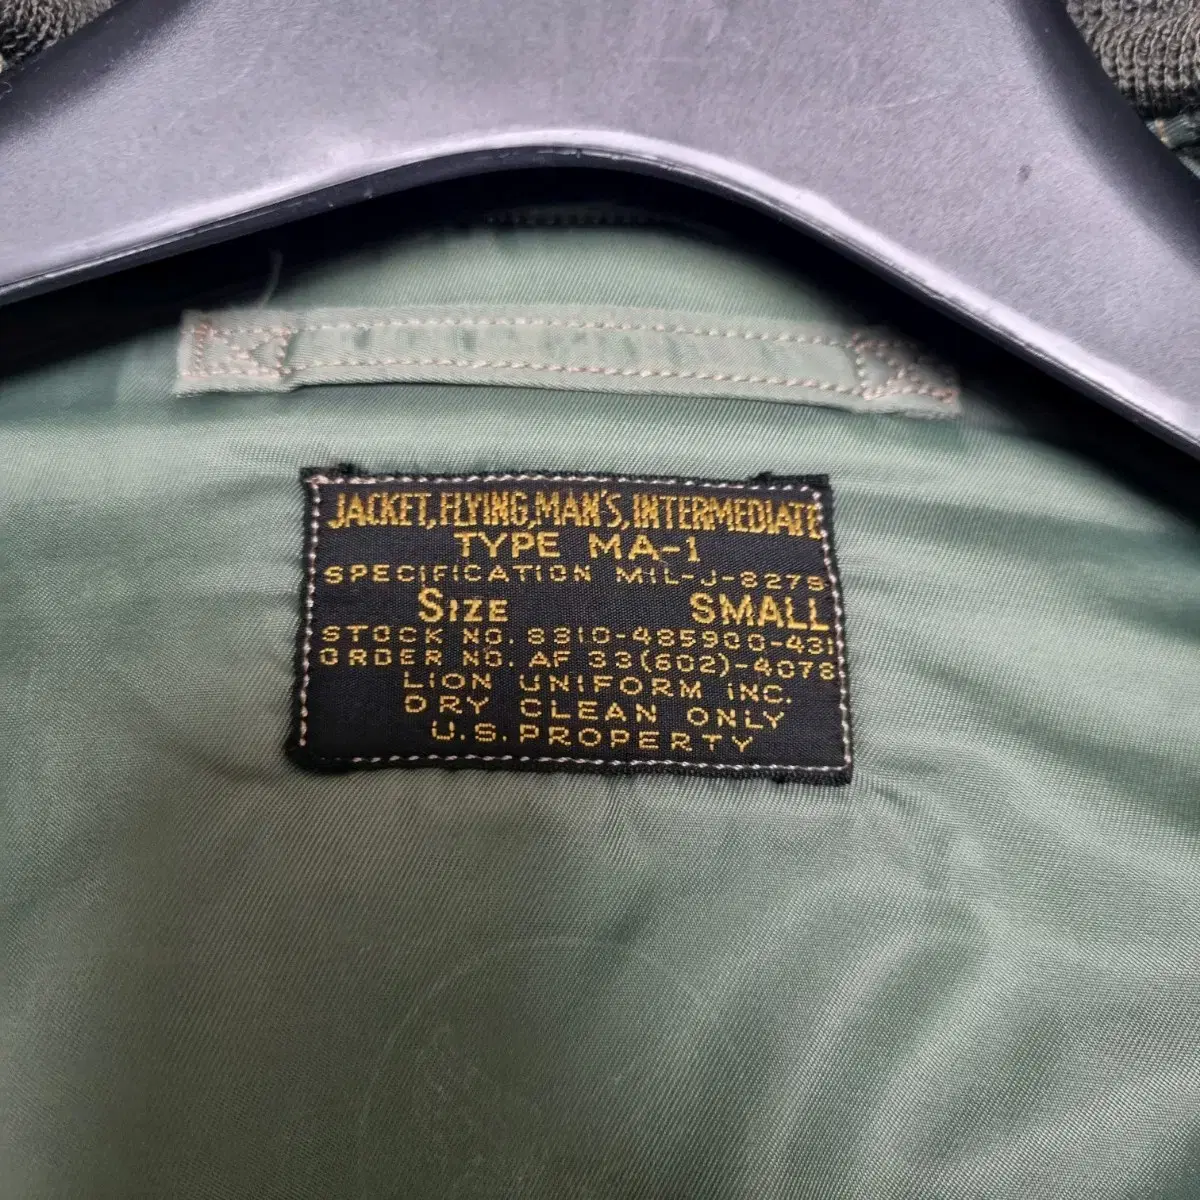 JACKET, FLYING, MAN'S, INTERMEDIATE
TYPE MA-1
SPECIFICATION MIL-J-8279
SIZE SMALL
STOCK NO. 8310-485900-431
ORDER NO. AF 33(602)-4078
LION UNIFORM INC.
DRY CLEAN ONLY
U.S. PROPERTY